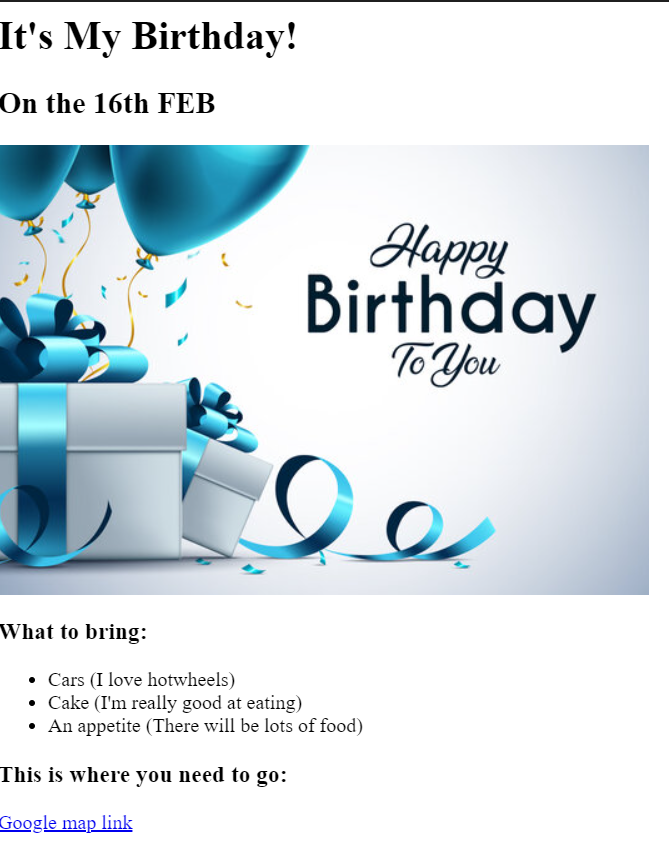 It's My Birthday!
On the 16th FEB
Happy
Birthday
To You
What to bring:
Cars (I love hotwheels)
Cake (I'm really good at eating)
An appetite (There will be lots of food)
This is where you need to go:
Google map link